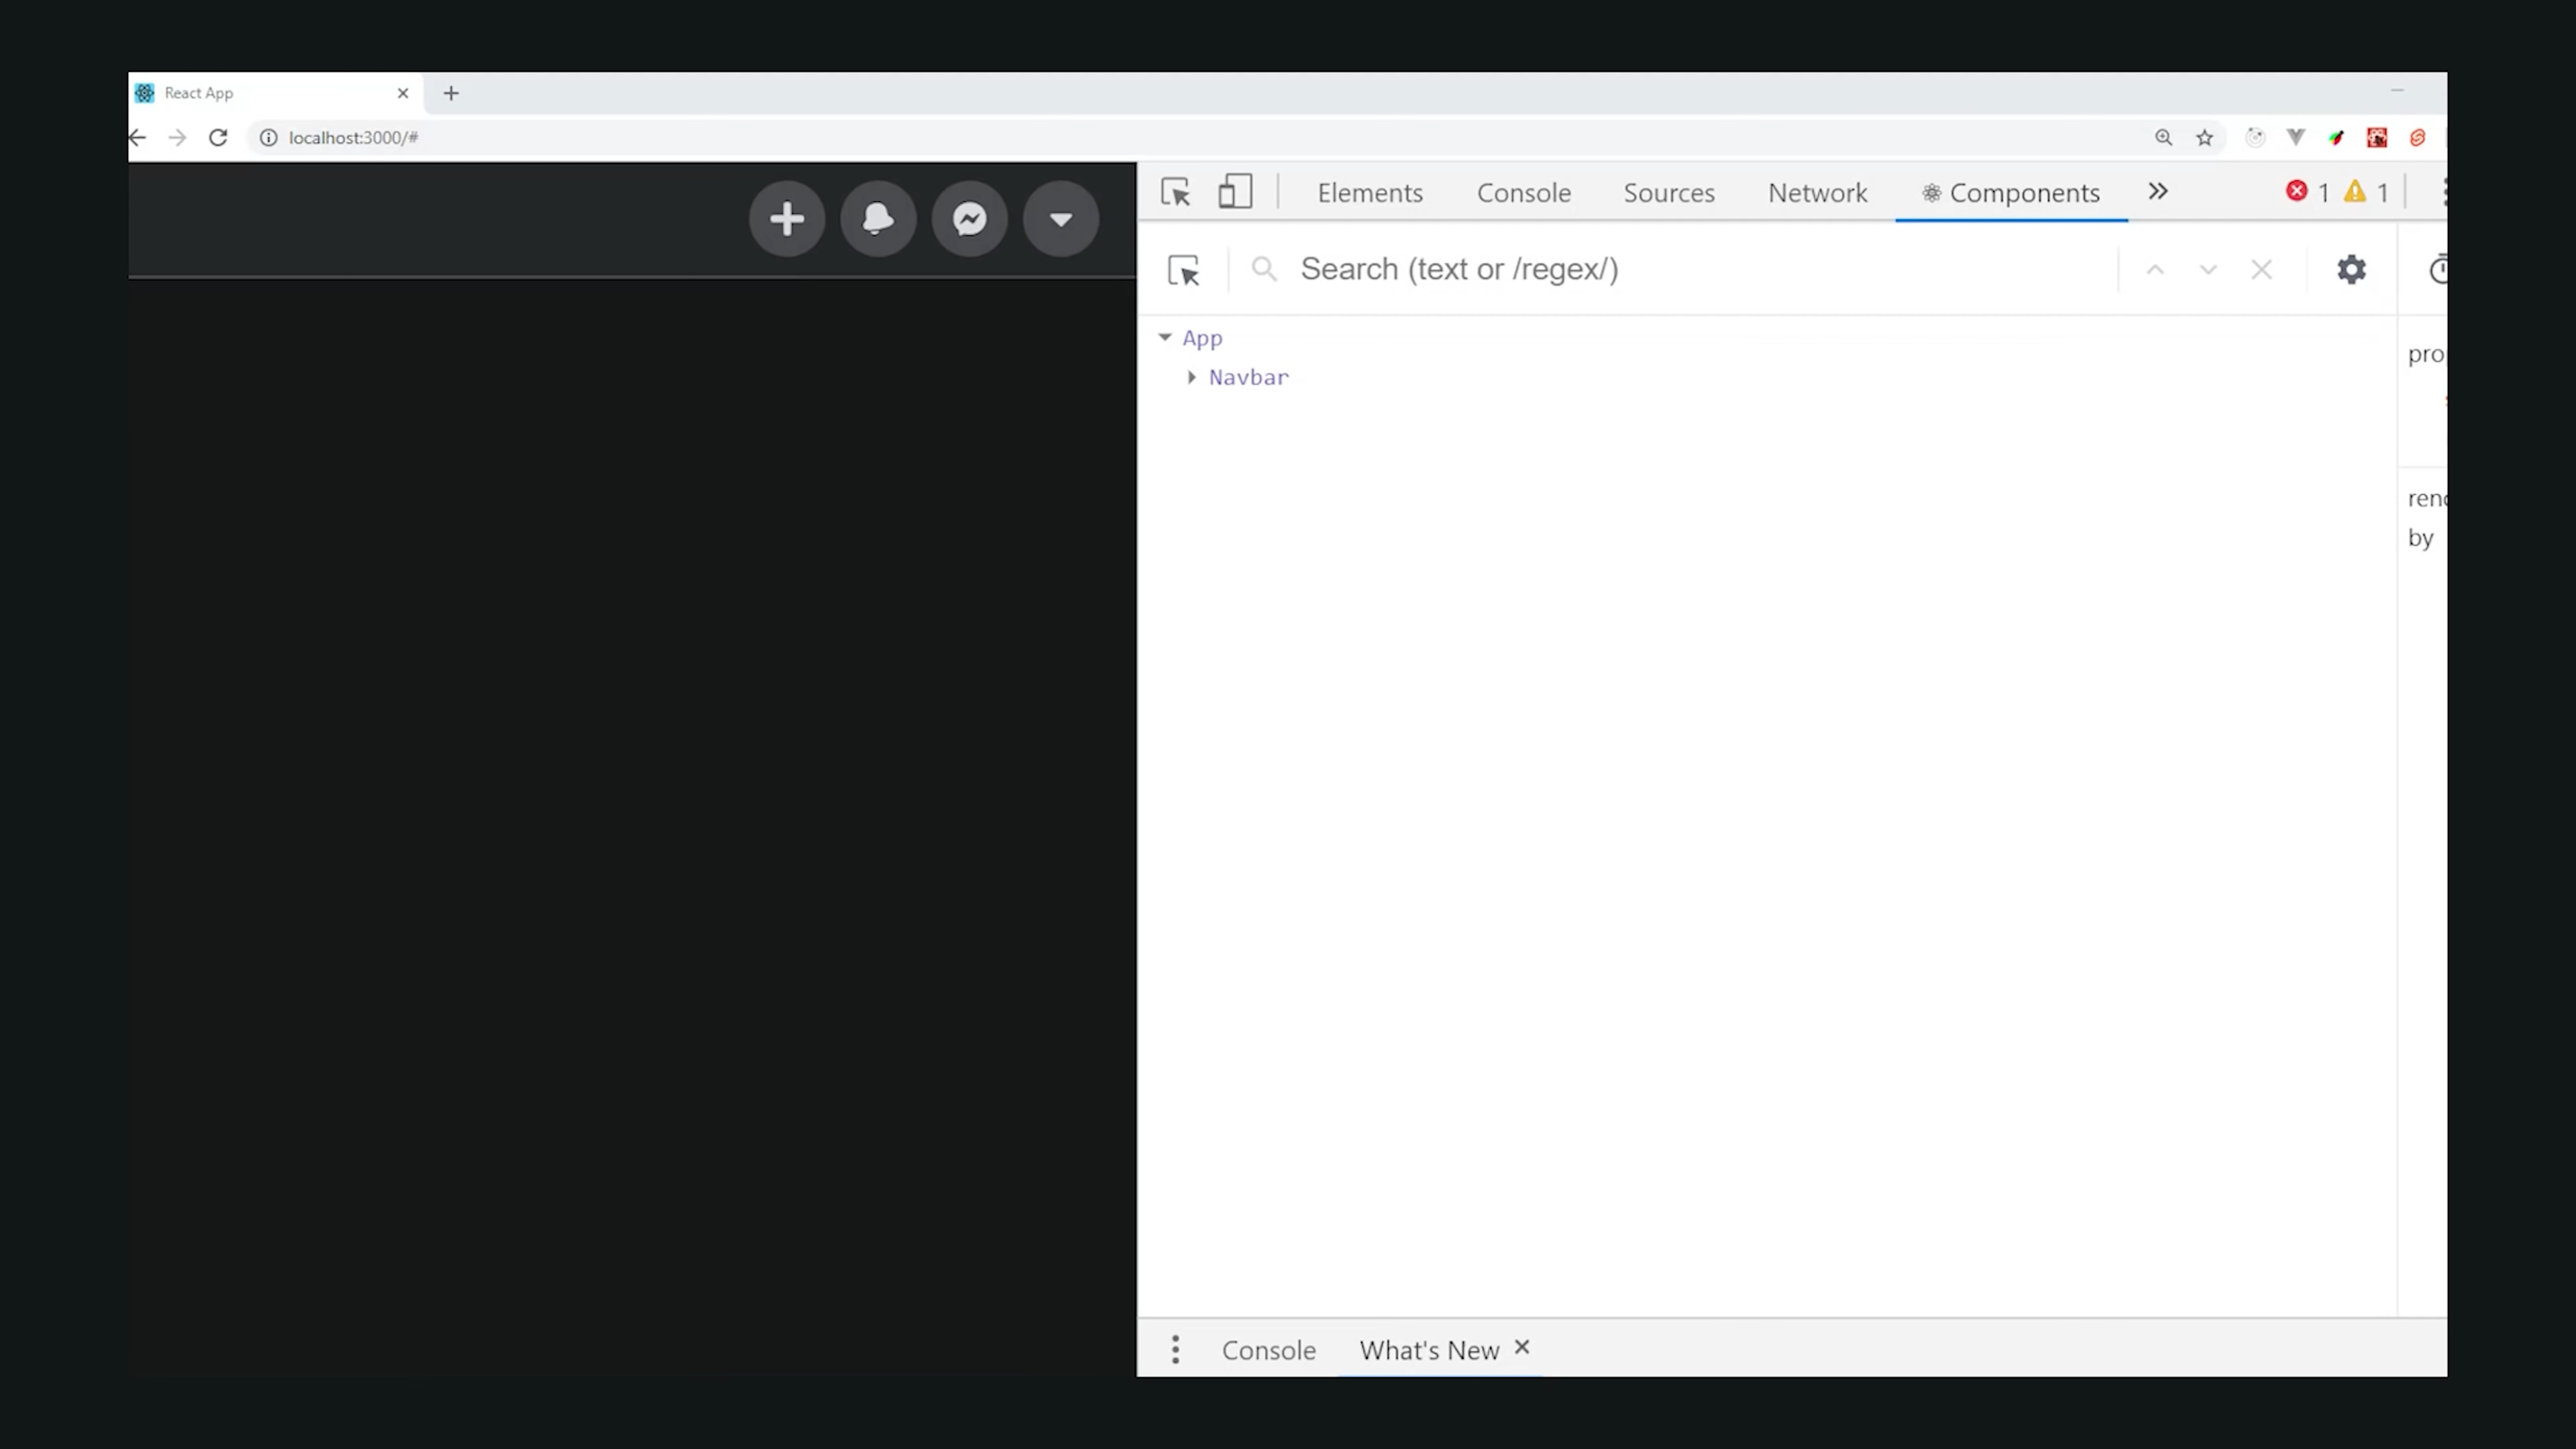 React App
localhost:3000/#
Elements Console Sources Network Components 1 1
Search (text or /regex/)
App
Navbar
by
Console What's New